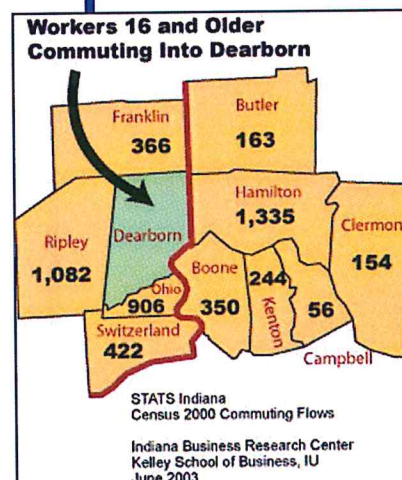 Workers 16 and Older
Commuting Into Dearborn
Franklin
366
Butler
163
Ripley
1,082
Dearborn
Hamilton
1,335
Clermon
154
Ohio
906
Boone
350
244
Kenton
56
Campbell
Switzerland
422
STATS Indiana
Census 2000 Commuting Flows
Indiana Business Research Center
Kelley School of Business, IU
June 2003